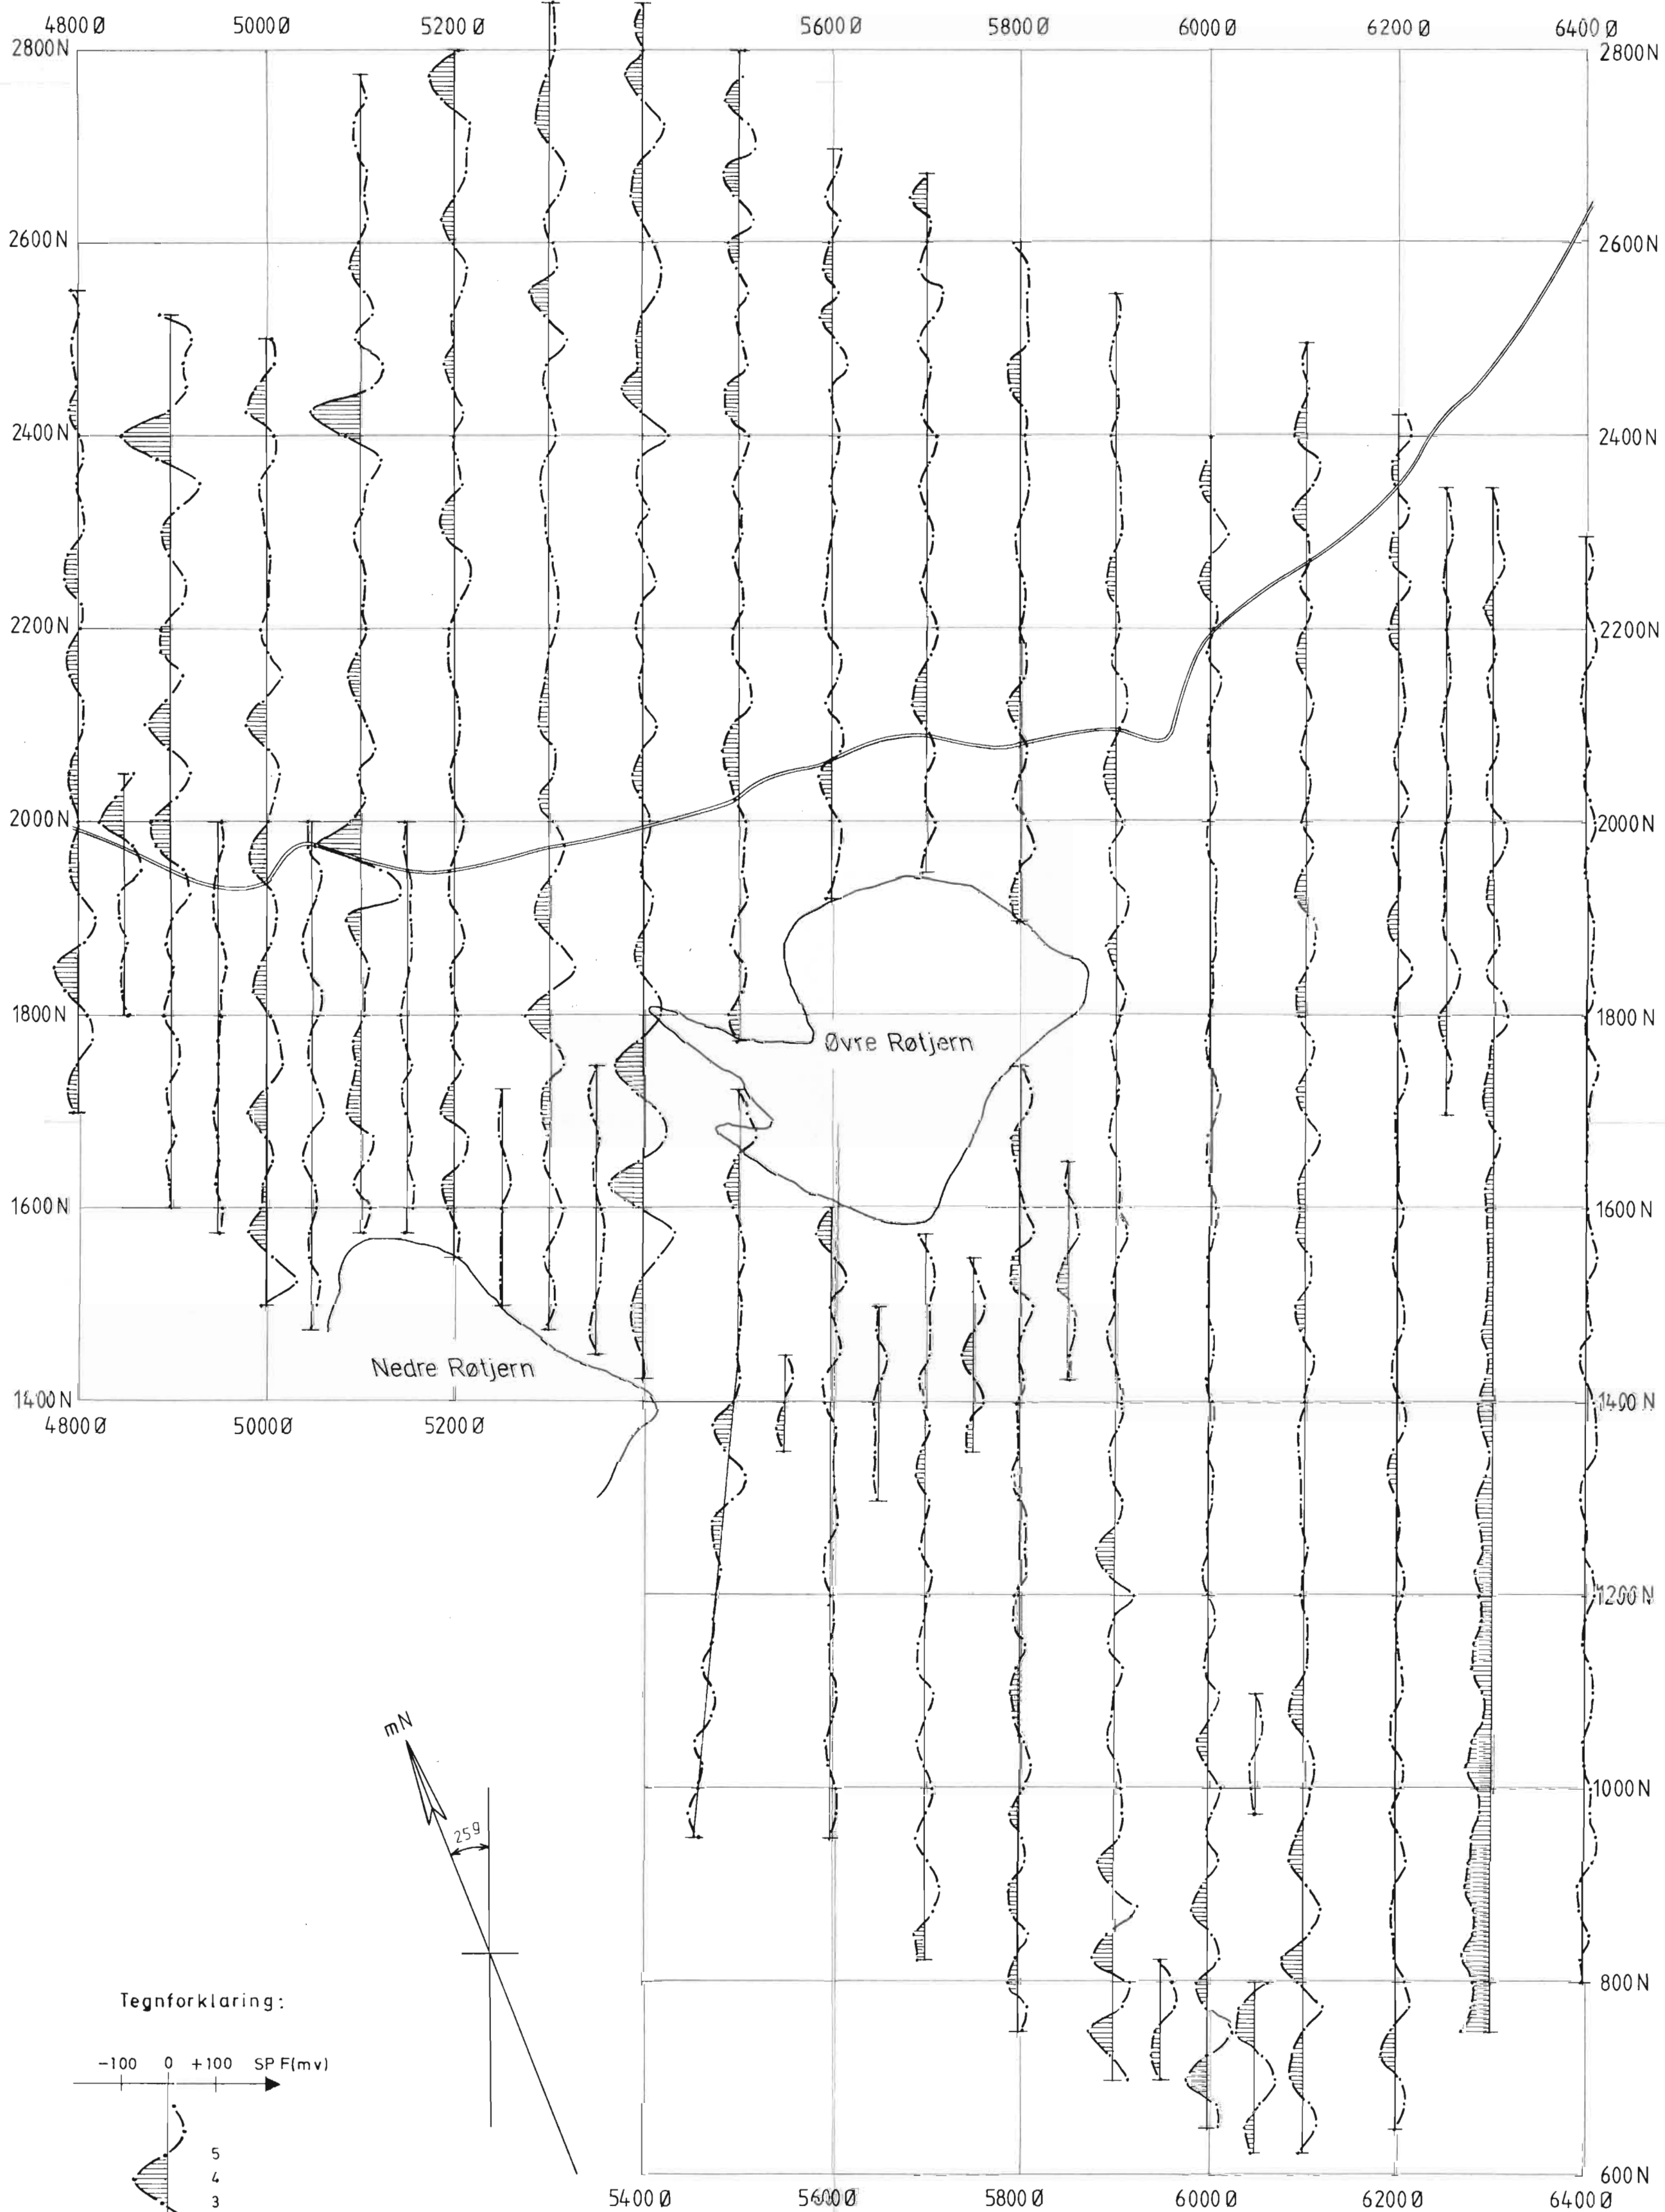 4800Ø 5000Ø 5200Ø 5600Ø 5800Ø 6000Ø 6200Ø 6400Ø
2800N 2800N
2600N 2600N
2400N 2400N
2200N 2200N
2000N 2000N
1800N 1800N
Øvre Røtjern
1600N 1600N
Nedre Røtjern
1400N 1400N
4800Ø 5000Ø 5200Ø
1200N
mN
25g
1000N
800N
Tegnforklaring:
-100 0 +100 SP F(mv)
5
4
3
600N
5400Ø 5600Ø 5800Ø 6000Ø 6200Ø 6400Ø